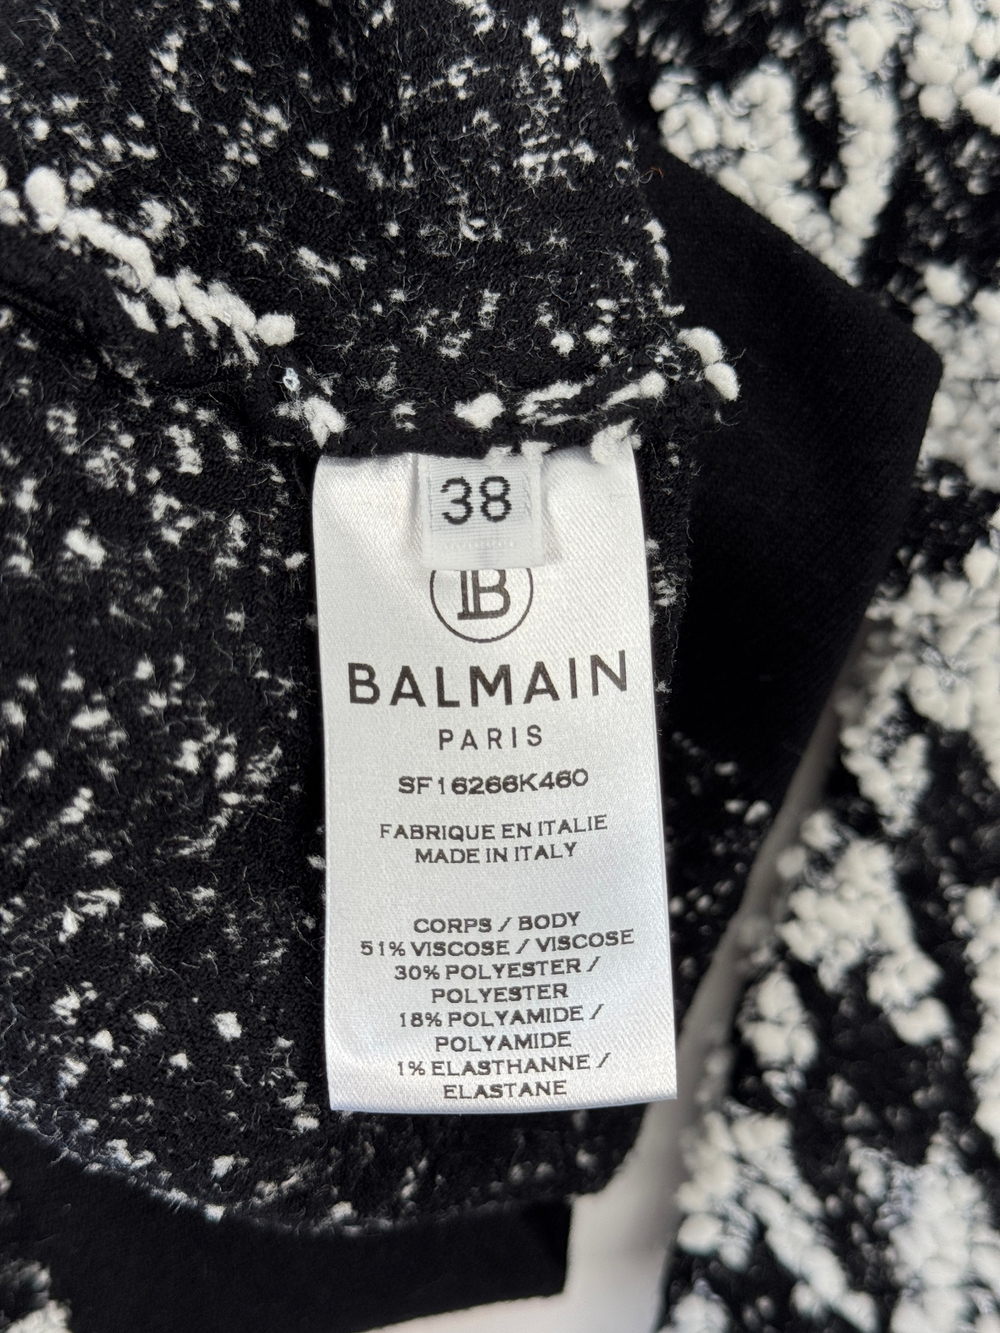 38
B
BALMAIN
PARIS
SF16266K460
FABRIQUE EN ITALIE
MADE IN ITALY
CORPS / BODY
51% VISCOSE / VISCOSE
30% POLYESTER /
POLYESTER
18% POLYAMIDE /
POLYAMIDE
1% ELASTHANNE /
ELASTANE